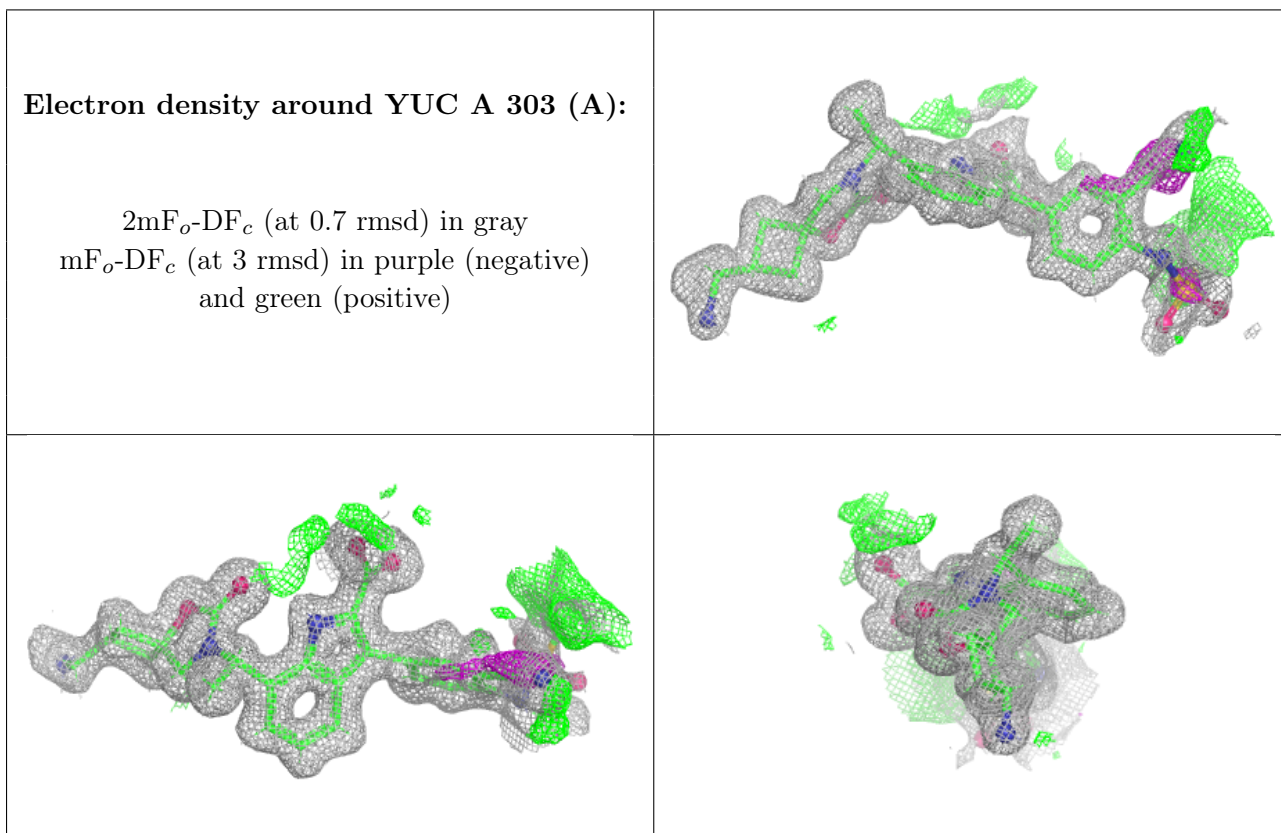 Electron density around YUC A 303 (A):
2mFₒ-DF𝒸 (at 0.7 rmsd) in gray
mFₒ-DF𝒸 (at 3 rmsd) in purple (negative)
and green (positive)